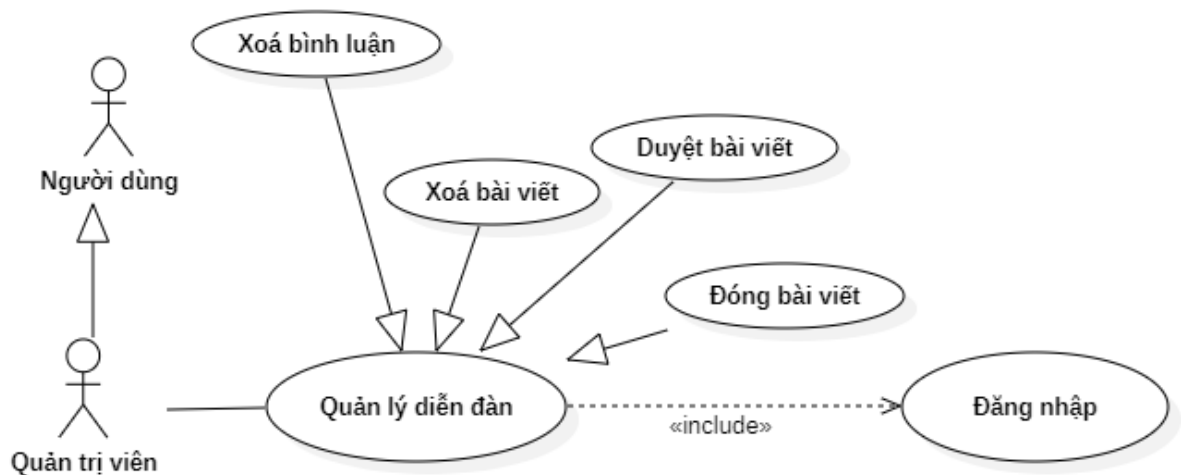 Xoá bình luận
Duyệt bài viết
Người dùng
Xoá bài viết
Đóng bài viết
Quản lý diễn đàn
Đăng nhập
«include»
Quản trị viên